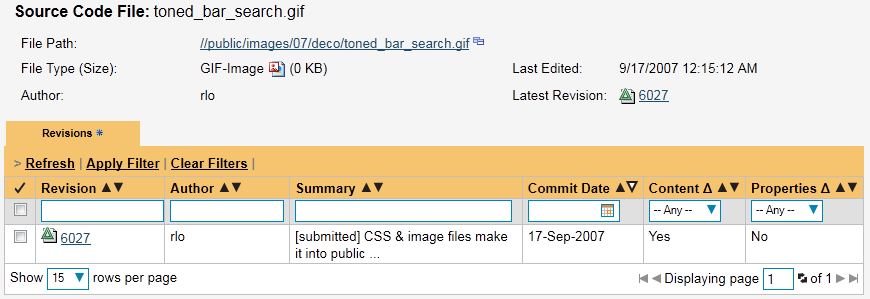 Source Code File: toned_bar_search.gif
File Path: //public/images/07/deco/toned_bar_search.gif
File Type (Size): GIF-Image (0 KB) Last Edited: 9/17/2007 12:15:12 AM
Author: rlo Latest Revision: 6027
Revisions *
> Refresh | Apply Filter | Clear Filters |
✓ Revision ▲▼ Author ▲▼ Summary ▲▼ Commit Date ▲▼ Content Δ ▲▼ Properties Δ ▲▼
-- Any -- ▼ -- Any -- ▼
6027 rlo [submitted] CSS & image files make 17-Sep-2007 Yes No
it into public ...
Show 15 ▼ rows per page Displaying page 1 of 1